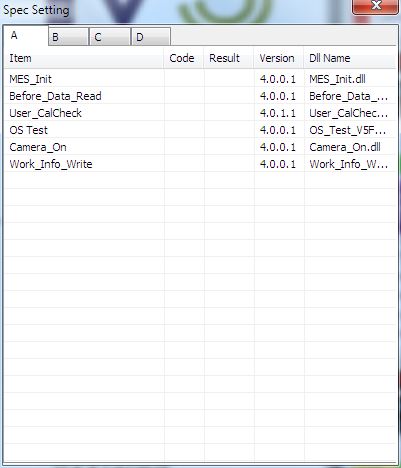 Spec Setting
A B C D
Item Code Result Version Dll Name
MES_Init 4.0.0.1 MES_Init.dll
Before_Data_Read 4.0.0.1 Before_Data_...
User_CalCheck 4.0.1.1 User_CalChec...
OS Test 4.0.0.1 OS_Test_V5F...
Camera_On 4.0.0.1 Camera_On.dll
Work_Info_Write 4.0.0.1 Work_Info_W...